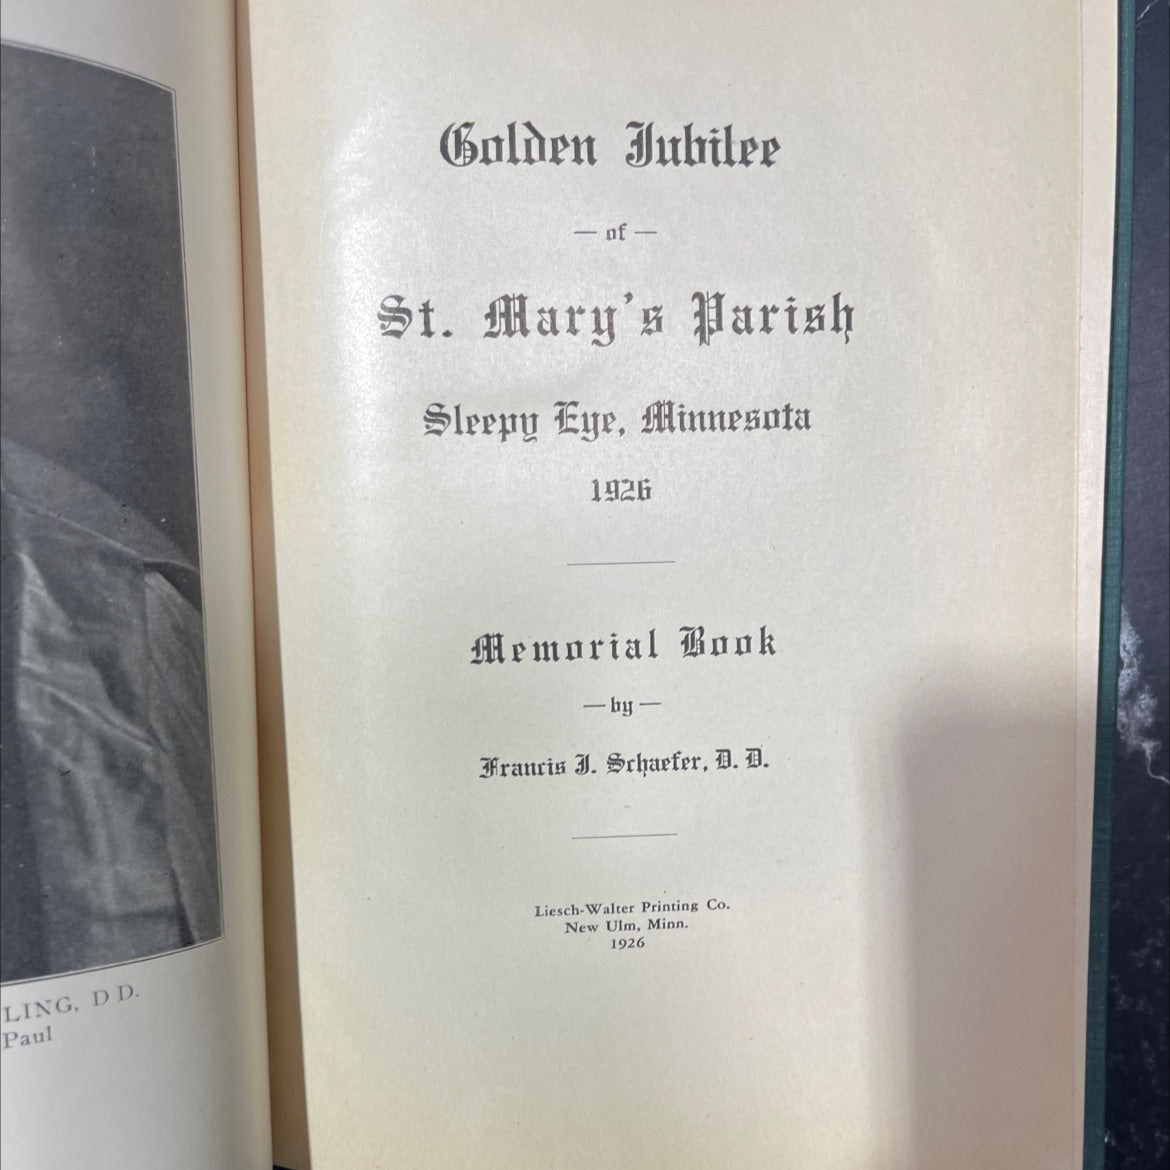 LING, D D.
Paul
Golden Jubilee
— of —
St. Mary's Parish
Sleepy Eye, Minnesota
1926
Memorial Book
— by —
Francis J. Schaefer, D. D.
Liesch-Walter Printing Co.
New Ulm, Minn.
1926